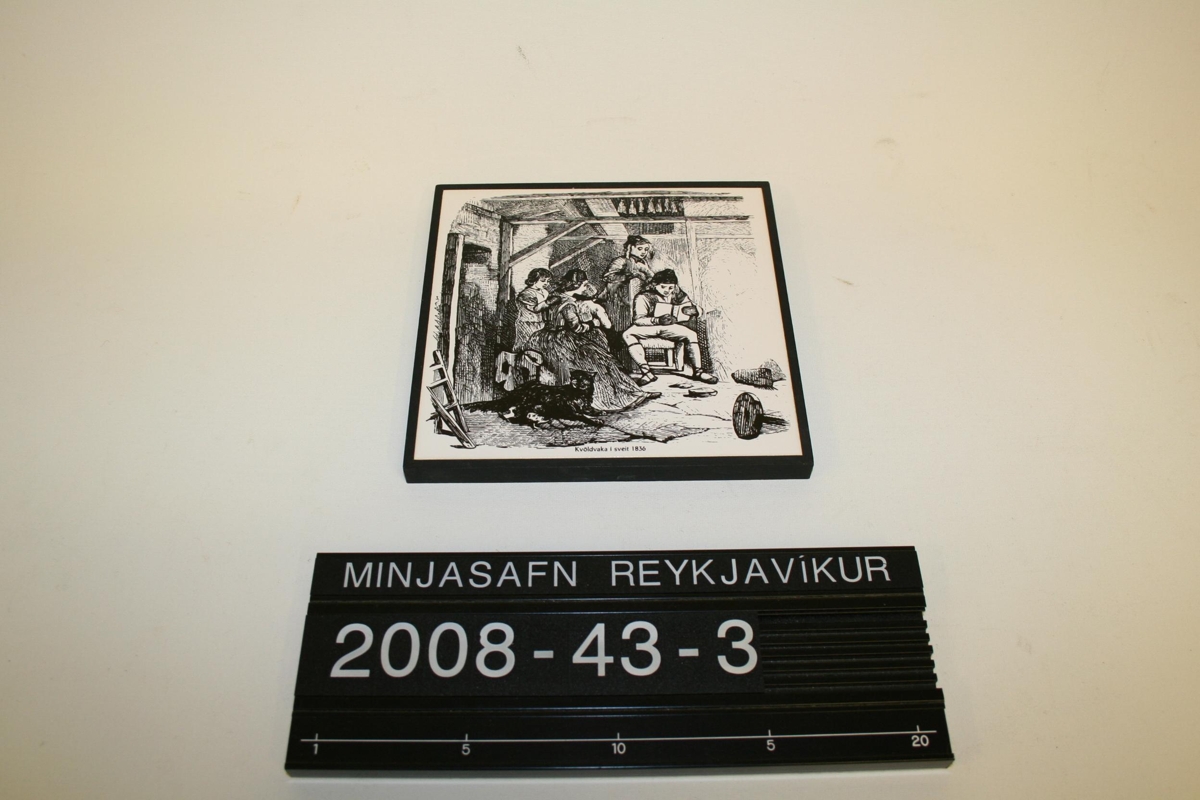 Kvöldvaka í sveit 1836
MINJASAFN REYKJAVÍKUR
2008-43-3
1 5 10 5 20